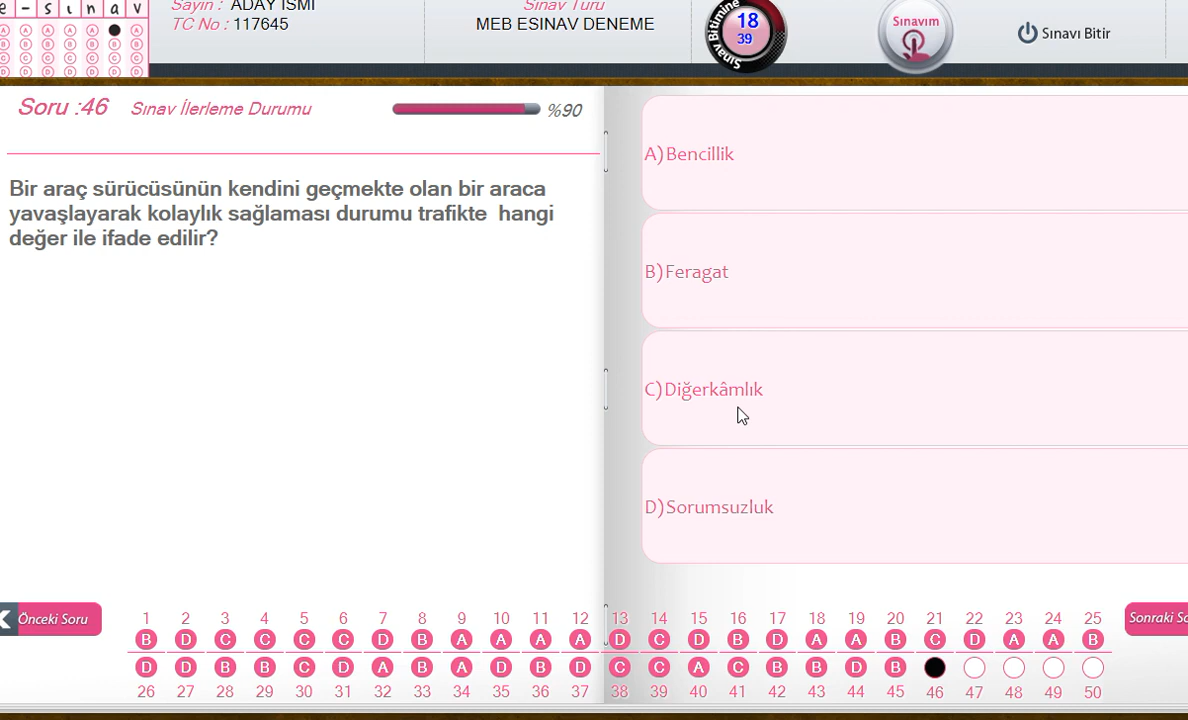 e - s ı n a v
Sayın : ADAY İSMİ
TC No : 117645
Sınav Türü
MEB ESINAV DENEME
Sınav Bitimine
18
39
Sınavım
Sınavı Bitir
Soru :46 Sınav İlerleme Durumu %90
Bir araç sürücüsünün kendini geçmekte olan bir araca
yavaşlayarak kolaylık sağlaması durumu trafikte hangi
değer ile ifade edilir?
A)Bencillik
B)Feragat
C)Diğerkâmlık
D)Sorumsuzluk
Önceki Soru
Sonraki So
1 2 3 4 5 6 7 8 9 10 11 12 13 14 15 16 17 18 19 20 21 22 23 24 25
B D C C C C D B A A A A D C D B D A A B C D A A B
D D B B C D A B A D B D C C A C B B D B
26 27 28 29 30 31 32 33 34 35 36 37 38 39 40 41 42 43 44 45 46 47 48 49 50